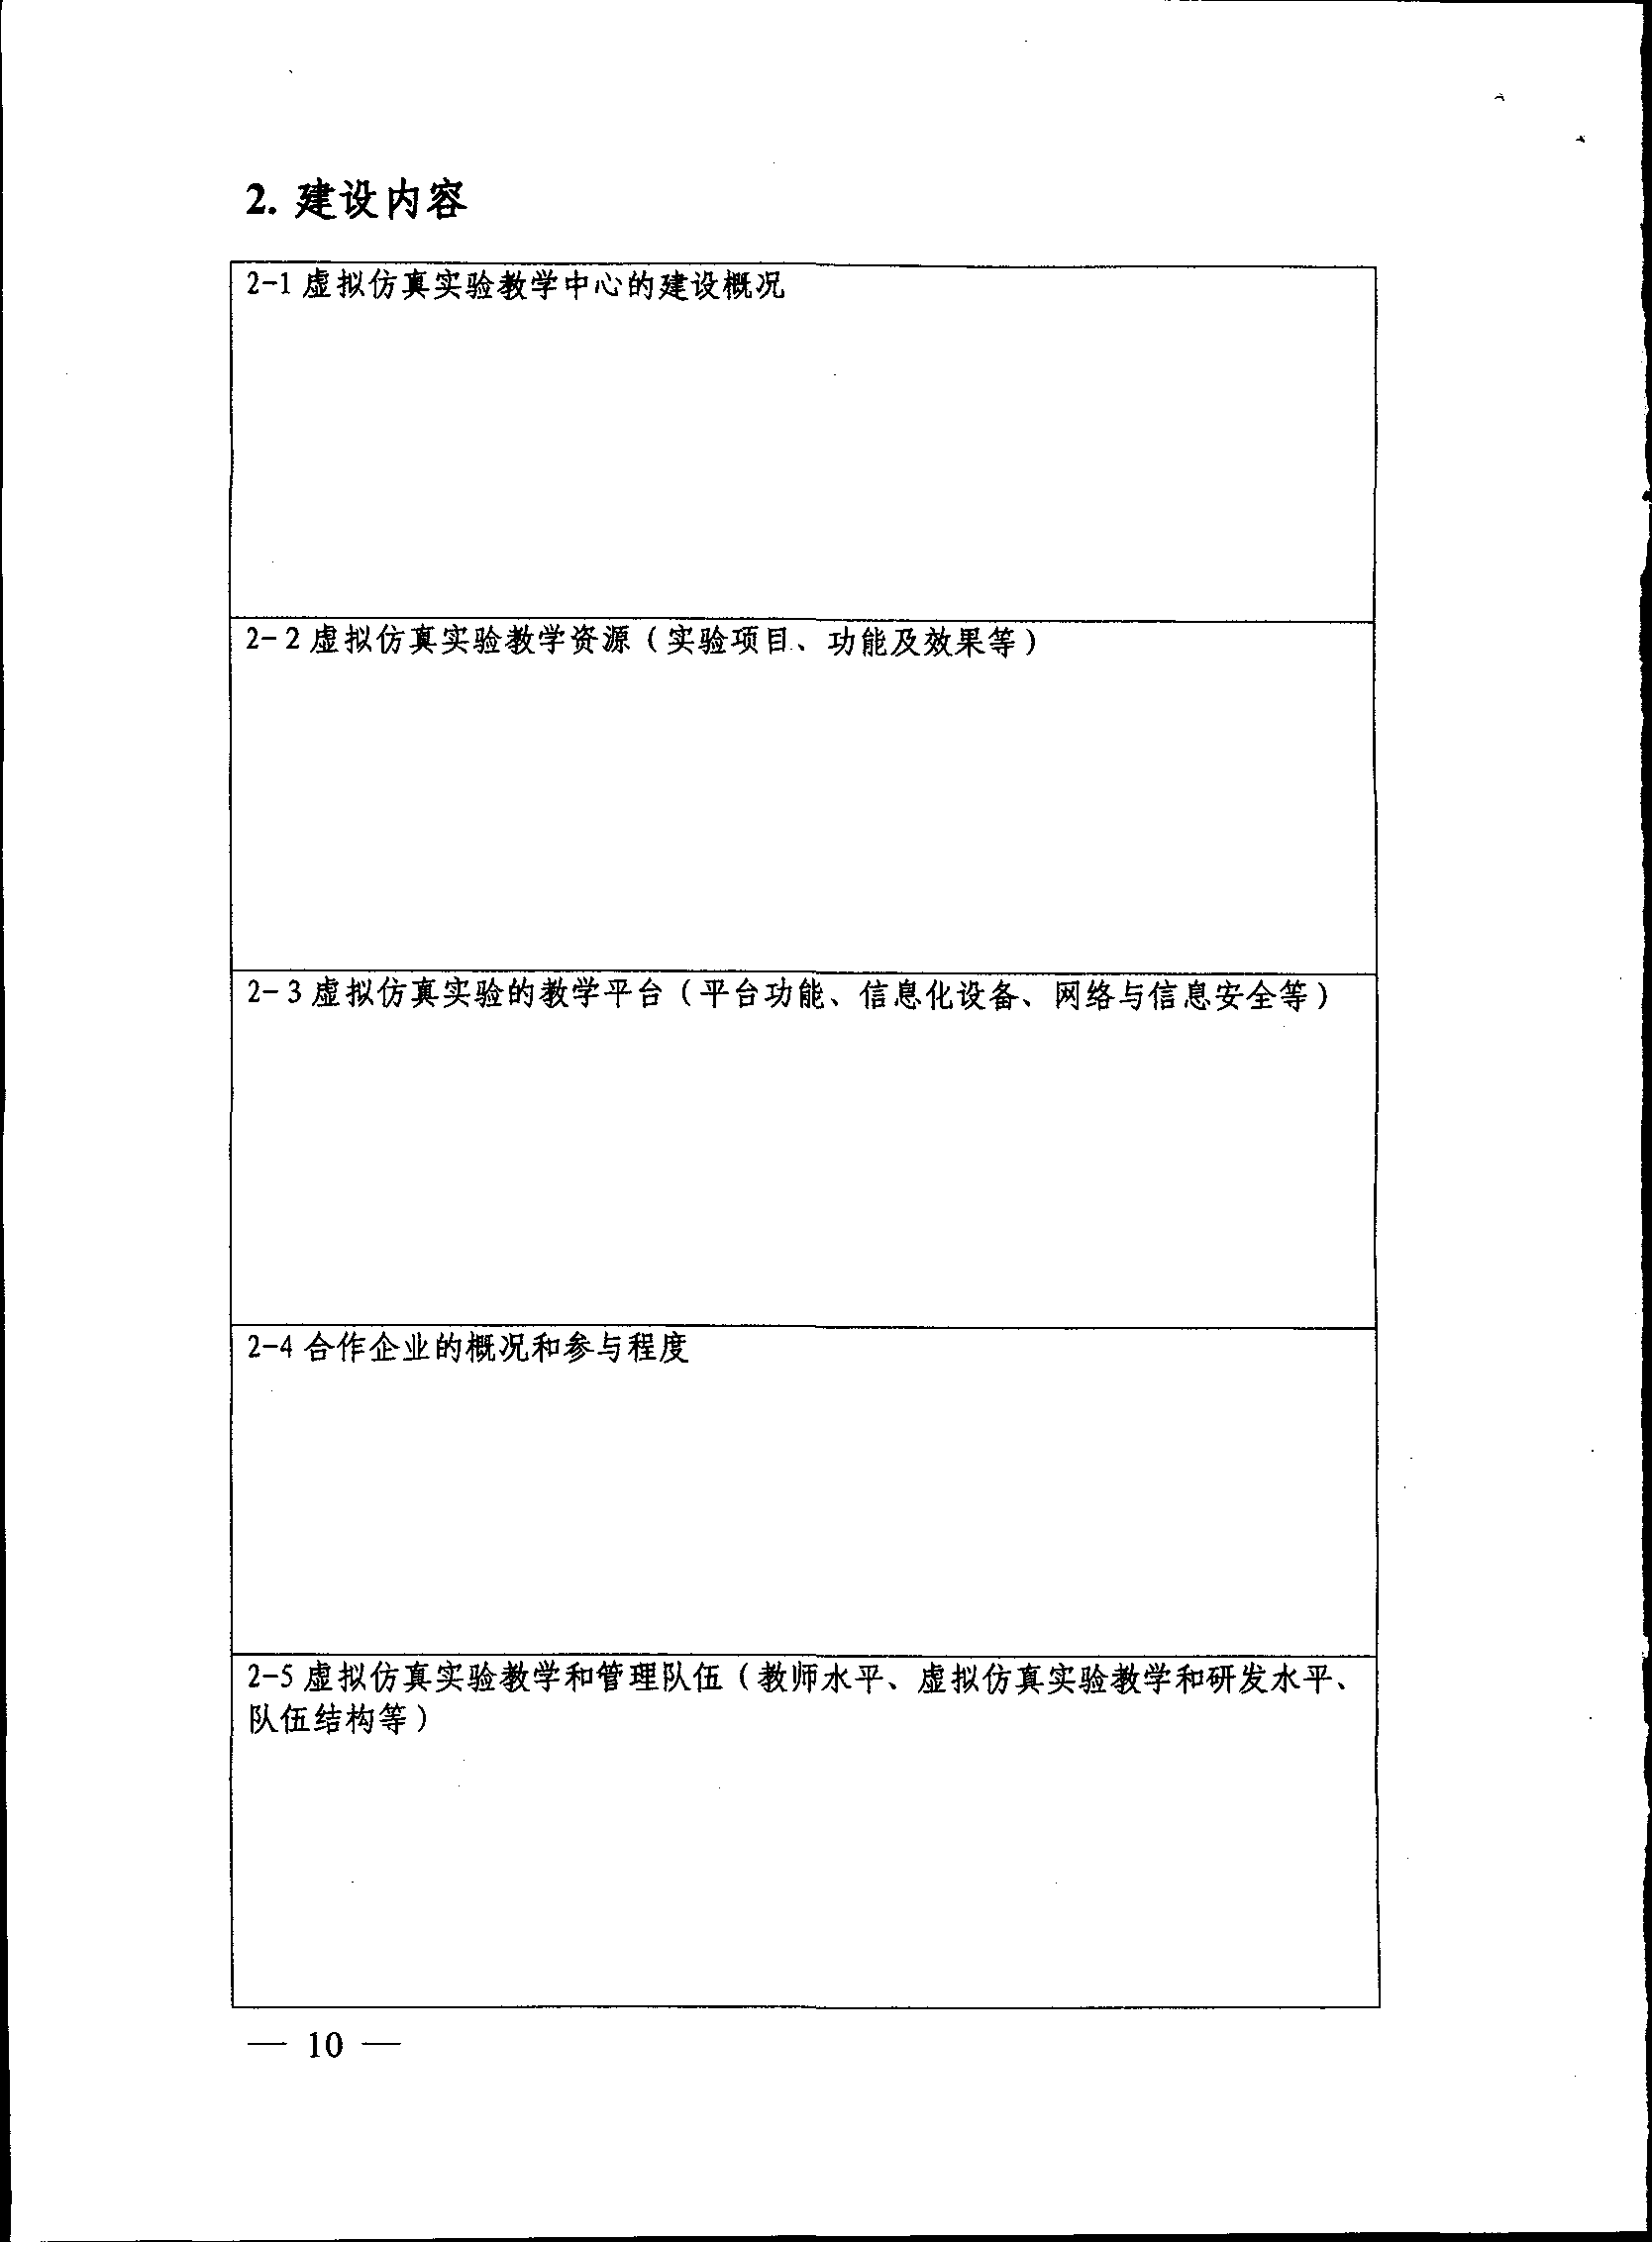 2. 建设内容
2-1 虚拟仿真实验教学中心的建设概况
2-2 虚拟仿真实验教学资源（实验项目、功能及效果等）
2-3 虚拟仿真实验的教学平台（平台功能、信息化设备、网络与信息安全等）
2-4 合作企业的概况和参与程度
2-5 虚拟仿真实验教学和管理队伍（教师水平、虚拟仿真实验教学和研发水平、
队伍结构等）
— 10 —